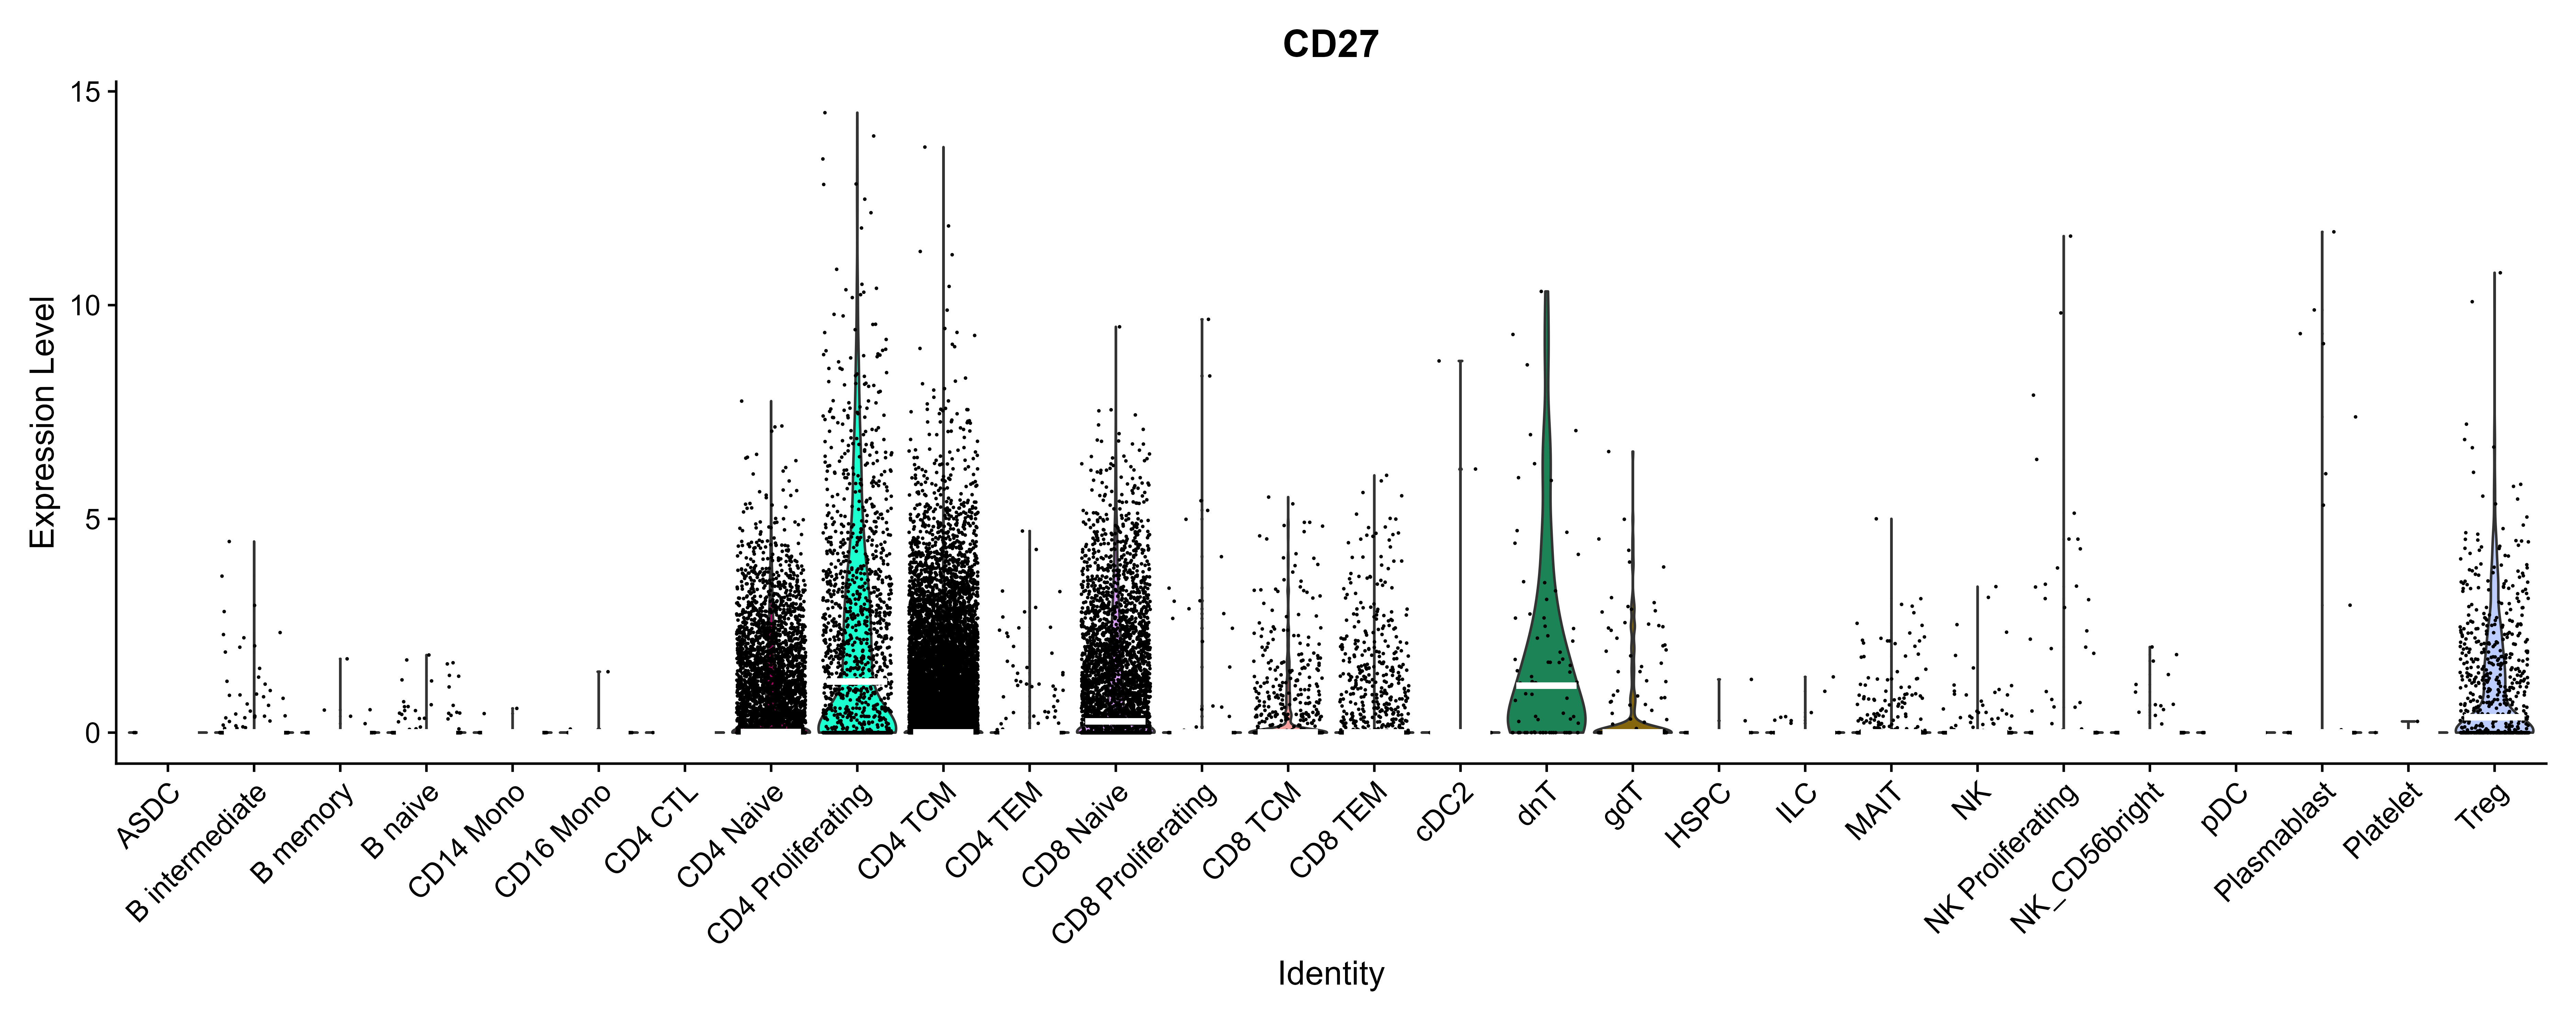 CD27
Expression Level
15
10
5
0
ASDC
B intermediate
B memory
B naive
CD14 Mono
CD16 Mono
CD4 CTL
CD4 Naive
CD4 Proliferating
CD4 TCM
CD4 TEM
CD8 Naive
CD8 Proliferating
CD8 TCM
CD8 TEM
cDC2
dnT
gdT
HSPC
ILC
MAIT
NK
NK Proliferating
NK_CD56bright
pDC
Plasmablast
Platelet
Treg
Identity